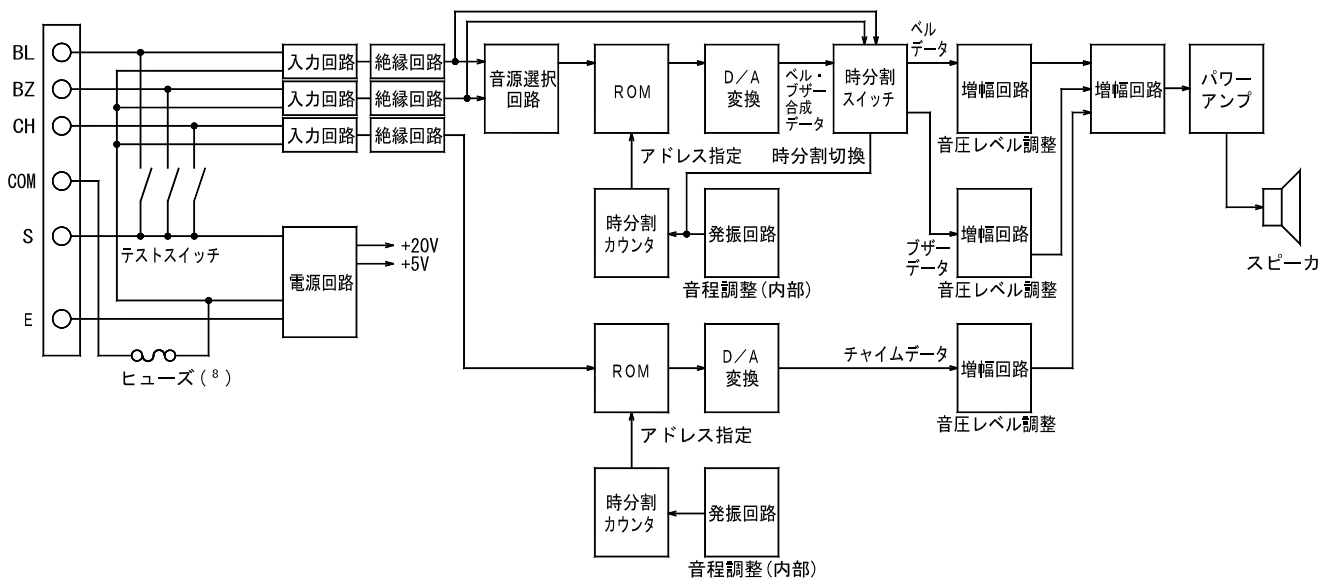 BL
BZ
CH
COM
S
E
テストスイッチ
ヒューズ(8)
入力回路
入力回路
入力回路
絶縁回路
絶縁回路
絶縁回路
電源回路
+20V
+5V
音源選択
回路
ROM
アドレス指定
時分割
カウンタ
D/A
変換
ベル・
ブザー
合成
データ
時分割
スイッチ
時分割切換
発振回路
音程調整(内部)
ベル
データ
増幅回路
音圧レベル調整
ブザー
データ
増幅回路
音圧レベル調整
増幅回路
パワー
アンプ
スピーカ
ROM
D/A
変換
チャイムデータ
増幅回路
音圧レベル調整
アドレス指定
時分割
カウンタ
発振回路
音程調整(内部)